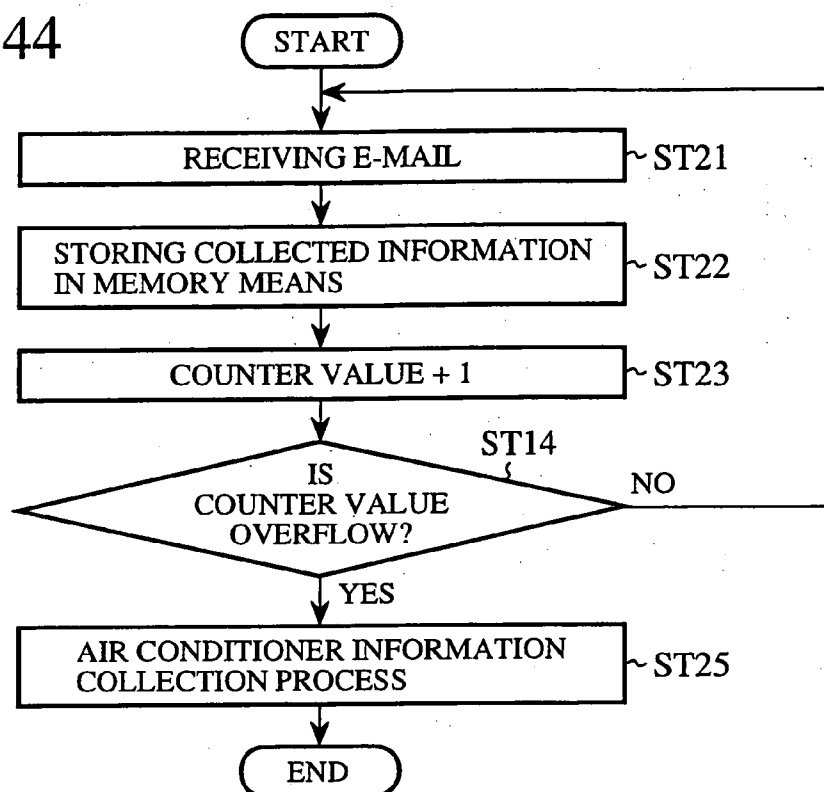 44
START
RECEIVING E-MAIL
ST21
STORING COLLECTED INFORMATION
IN MEMORY MEANS
ST22
COUNTER VALUE + 1
ST23
ST14
IS
COUNTER VALUE
OVERFLOW?
NO
YES
AIR CONDITIONER INFORMATION
COLLECTION PROCESS
ST25
END